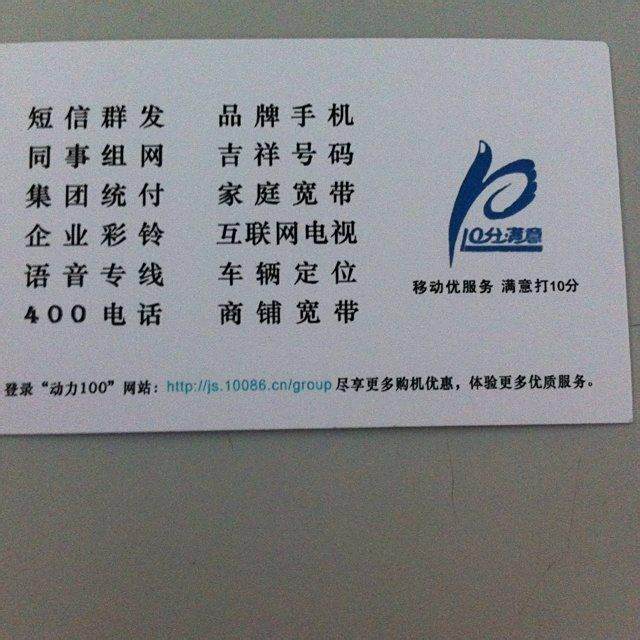 短信群发 品牌手机
同事组网 吉祥号码
集团统付 家庭宽带
企业彩铃 互联网电视
语音专线 车辆定位
400电话 商铺宽带
10分满意
移动优服务 满意打10分
登录“动力100”网站：http://js.10086.cn/group 尽享更多购机优惠，体验更多优质服务。